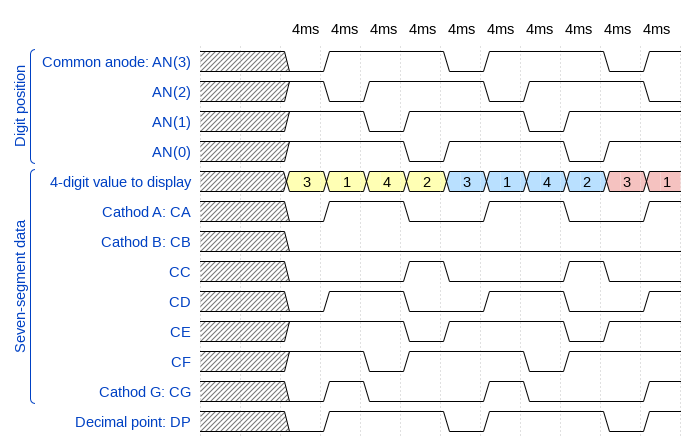 4ms 4ms 4ms 4ms 4ms 4ms 4ms 4ms 4ms 4ms
Digit position
Common anode: AN(3)
AN(2)
AN(1)
AN(0)
Seven-segment data
4-digit value to display 3 1 4 2 3 1 4 2 3 1
Cathod A: CA
Cathod B: CB
CC
CD
CE
CF
Cathod G: CG
Decimal point: DP